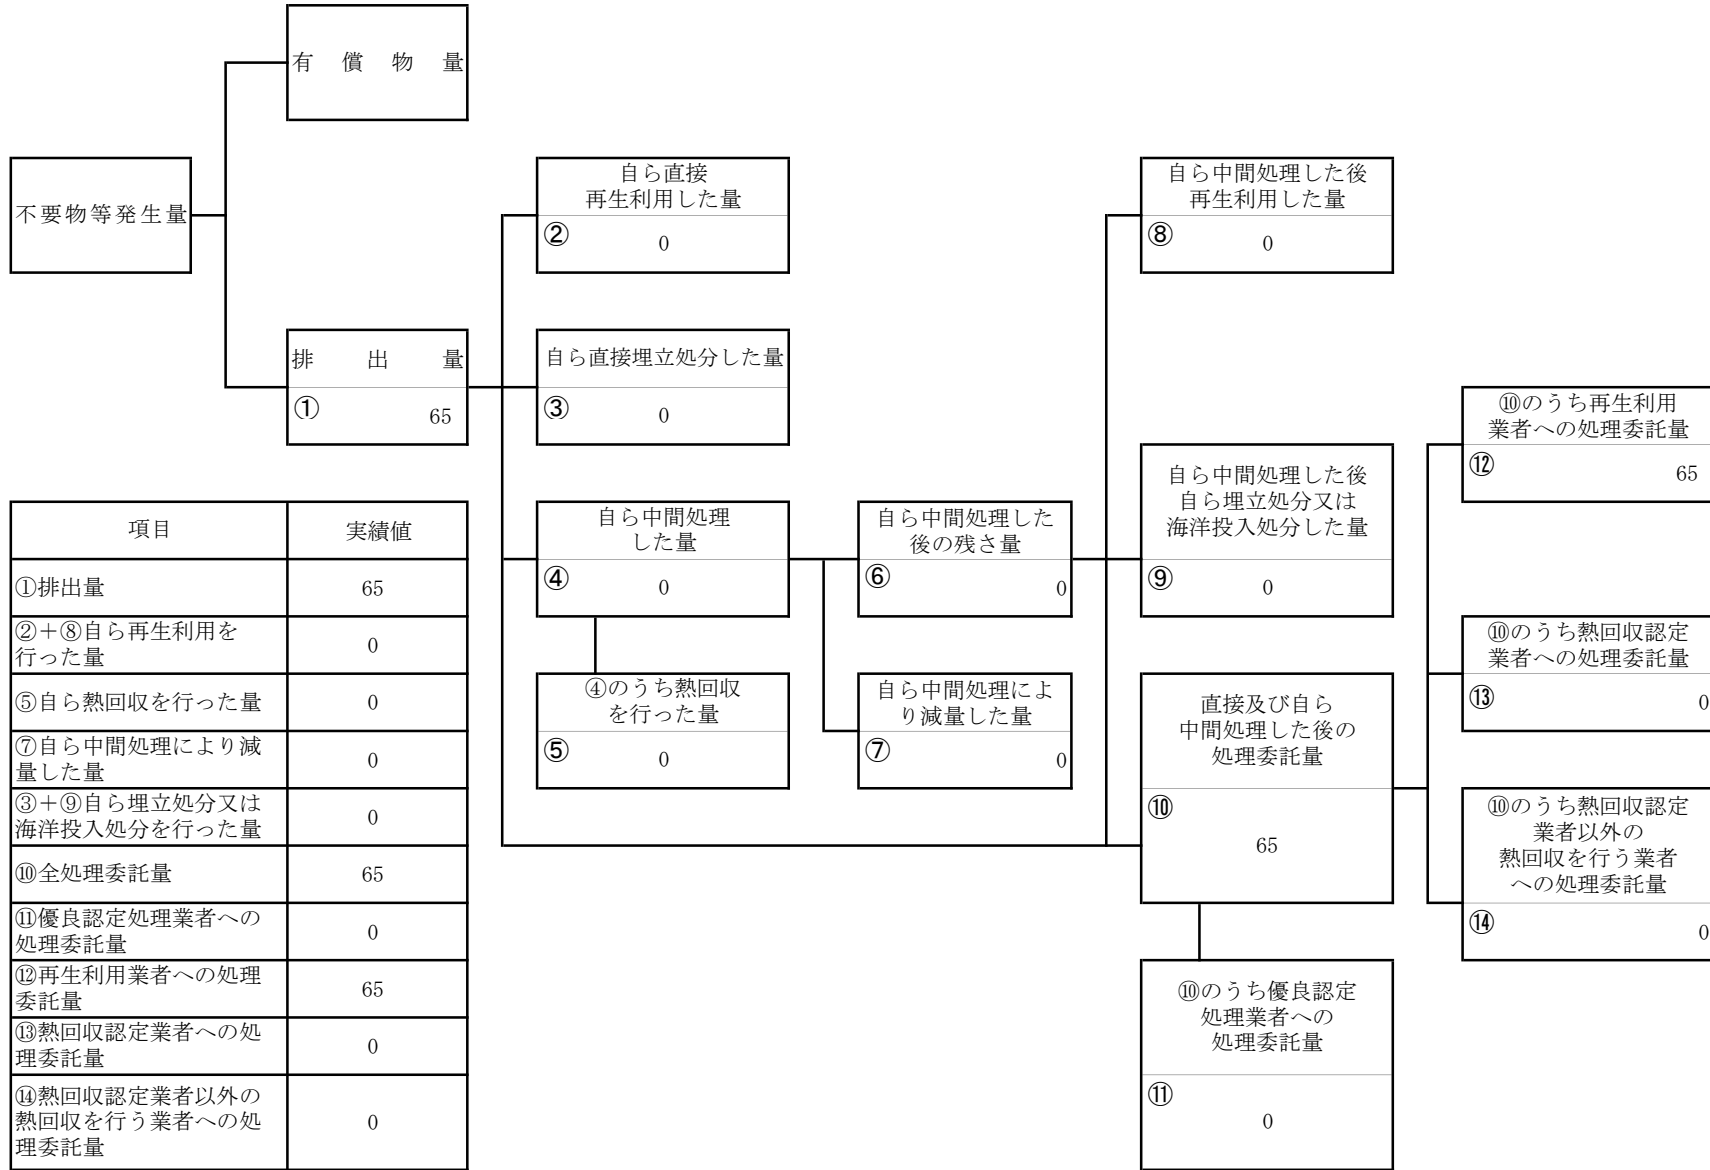 有償物量
不要物等発生量
排出量
① 65
自ら直接
再生利用した量
② 0
自ら直接埋立処分した量
③ 0
自ら中間処理
した量
④ 0
④のうち熱回収
を行った量
⑤ 0
自ら中間処理した
後の残さ量
⑥ 0
自ら中間処理によ
り減量した量
⑦ 0
自ら中間処理した後
再生利用した量
⑧ 0
自ら中間処理した後
自ら埋立処分又は
海洋投入処分した量
⑨ 0
直接及び自ら
中間処理した後の
処理委託量
⑩
65
⑩のうち優良認定
処理業者への
処理委託量
⑪
0
⑩のうち再生利用
業者への処理委託量
⑫ 65
⑩のうち熱回収認定
業者への処理委託量
⑬ 0
⑩のうち熱回収認定
業者以外の
熱回収を行う業者
への処理委託量
⑭ 0
項目 実績値
①排出量 65
②+⑧自ら再生利用を
行った量 0
⑤自ら熱回収を行った量 0
⑦自ら中間処理により減
量した量 0
③+⑨自ら埋立処分又は
海洋投入処分を行った量 0
⑩全処理委託量 65
⑪優良認定処理業者への
処理委託量 0
⑫再生利用業者への処理
委託量 65
⑬熱回収認定業者への処
理委託量 0
⑭熱回収認定業者以外の
熱回収を行う業者への処
理委託量 0